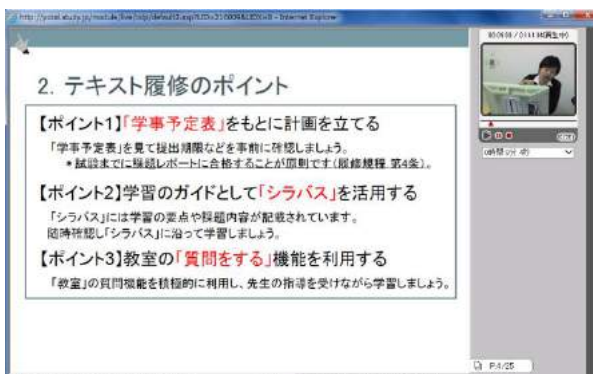 2. テキスト履修のポイント
【ポイント1】「学事予定表」をもとに計画を立てる
「学事予定表」を見て提出期限などを事前に確認しましょう。
*試験までに課題レポートに合格することが原則です(履修規程 第4条)。
【ポイント2】学習のガイドとして「シラバス」を活用する
「シラバス」には学習の要点や課題内容が記載されています。
随時確認し「シラバス」に沿って学習しましょう。
【ポイント3】教室の「質問をする」機能を利用する
「教室」の質問機能を積極的に利用し、先生の指導を受けながら学習しましょう。
P.4/25